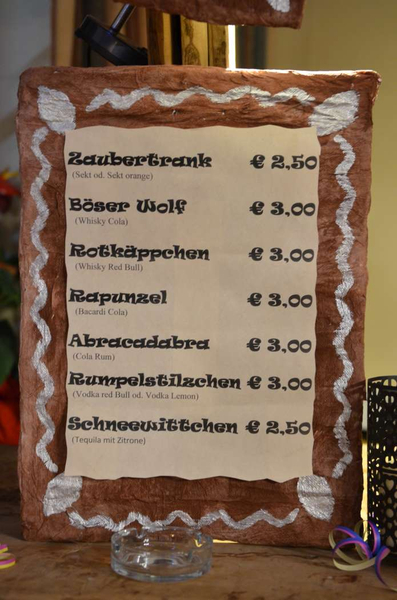 Zaubertrank € 2,50
(Sekt od. Sekt orange)
Böser Wolf € 3,00
(Whisky Cola)
Rotkäppchen € 3,00
(Whisky Red Bull)
Rapunzel € 3,00
(Bacardi Cola)
Abracadabra € 3,00
(Cola Rum)
Rumpelstilzchen € 3,00
(Vodka red Bull od. Vodka Lemon)
Schneewittchen € 2,50
(Tequila mit Zitrone)